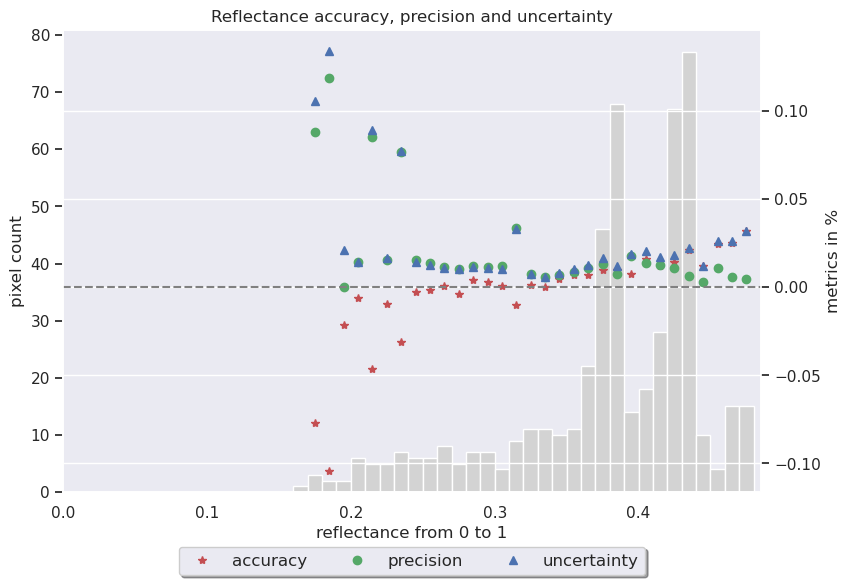 Reflectance accuracy, precision and uncertainty
80
70
60
50
40
30
20
10
0
pixel count
0.10
0.05
0.00
−0.05
−0.10
metrics in %
0.0 0.1 0.2 0.3 0.4
reflectance from 0 to 1
accuracy precision uncertainty